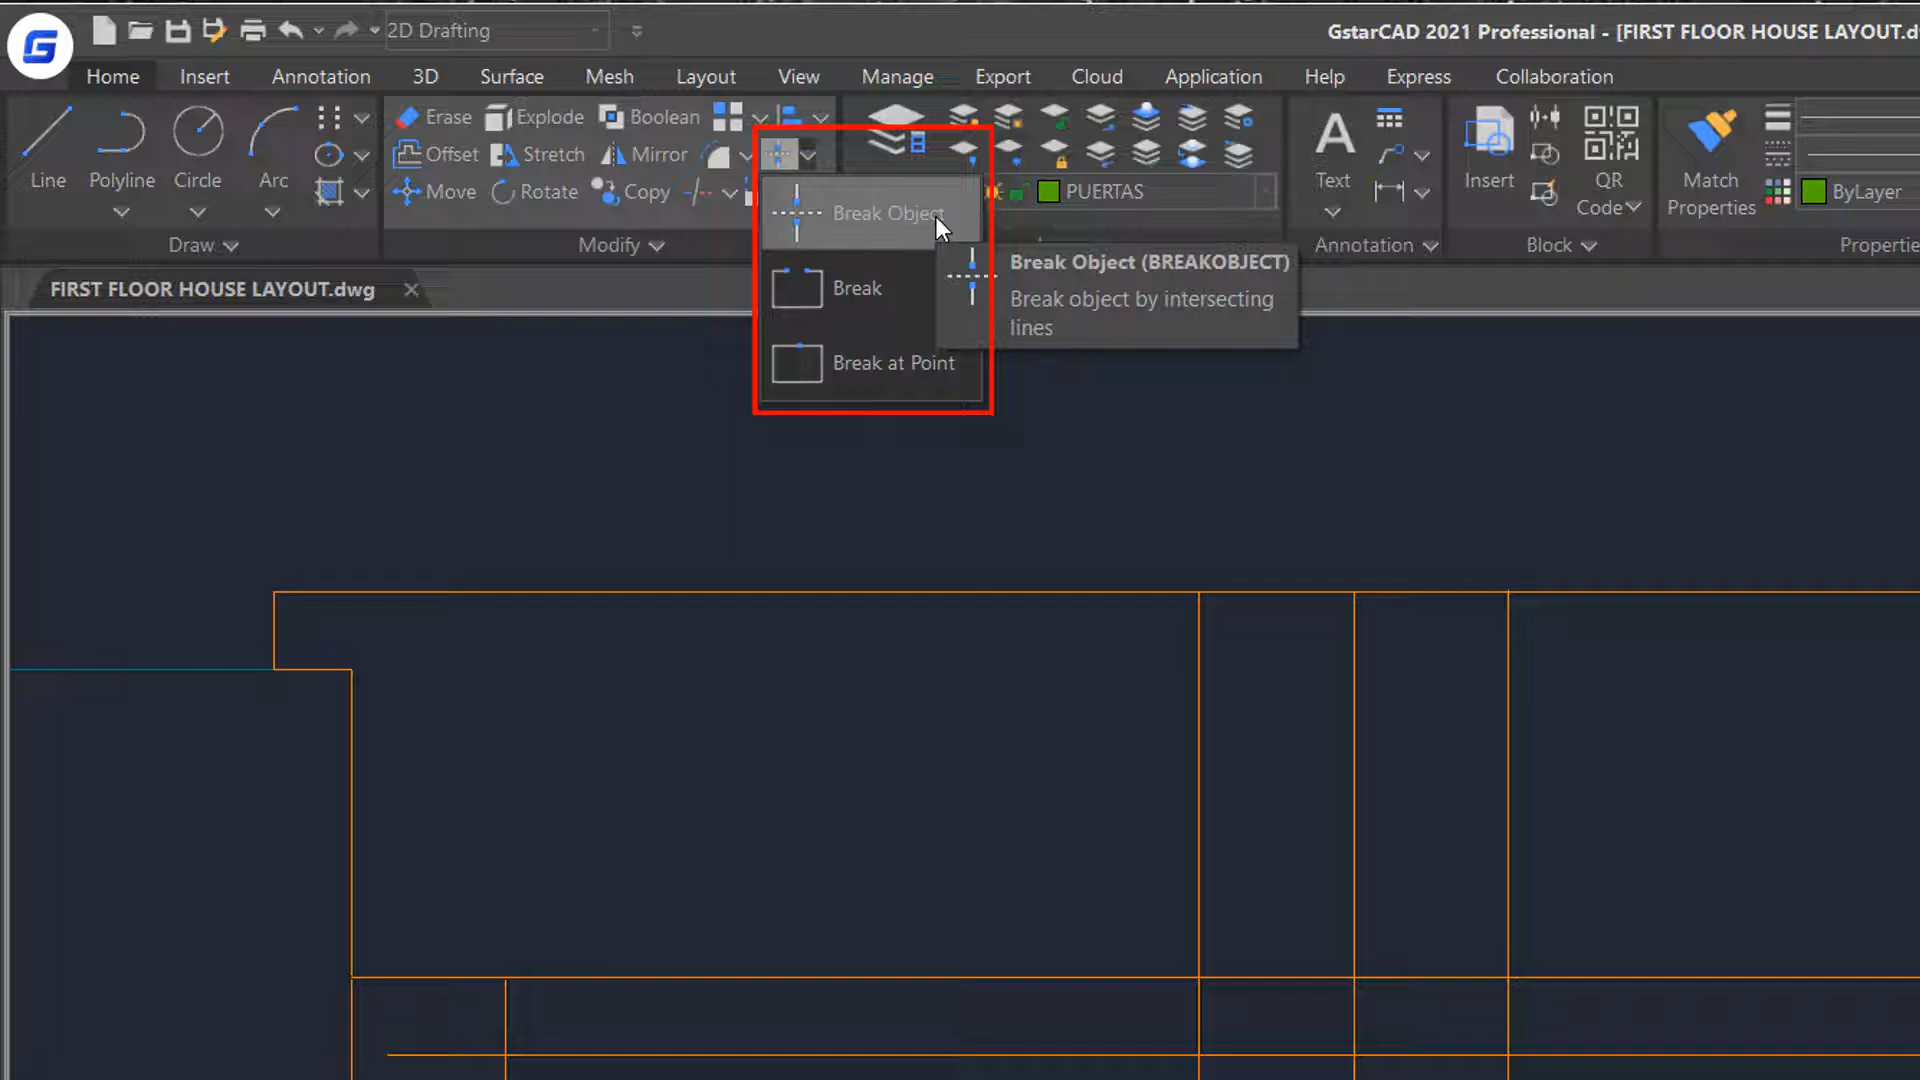 2D Drafting
GstarCAD 2021 Professional - [FIRST FLOOR HOUSE LAYOUT.d
Home Insert Annotation 3D Surface Mesh Layout View Manage Export Cloud Application Help Express Collaboration
Erase Explode Boolean
Offset Stretch Mirror
Line Polyline Circle Arc
Move Rotate Copy
PUERTAS
Text
Insert
QR
Code
Match
Properties
ByLayer
Draw
Modify
Annotation
Block
Propertie
FIRST FLOOR HOUSE LAYOUT.dwg
Break Object
Break
Break at Point
Break Object (BREAKOBJECT)
Break object by intersecting
lines